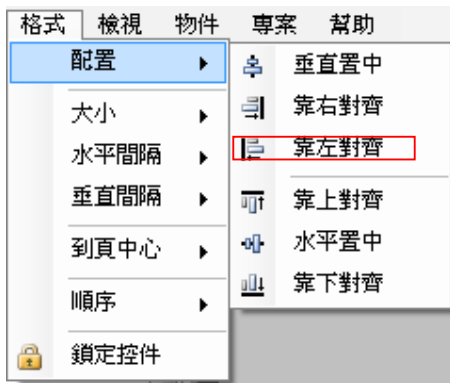 格式 檢視 物件 專案 幫助
配置
大小
水平間隔
垂直間隔
到頁中心
順序
鎖定控件
垂直置中
靠右對齊
靠左對齊
靠上對齊
水平置中
靠下對齊